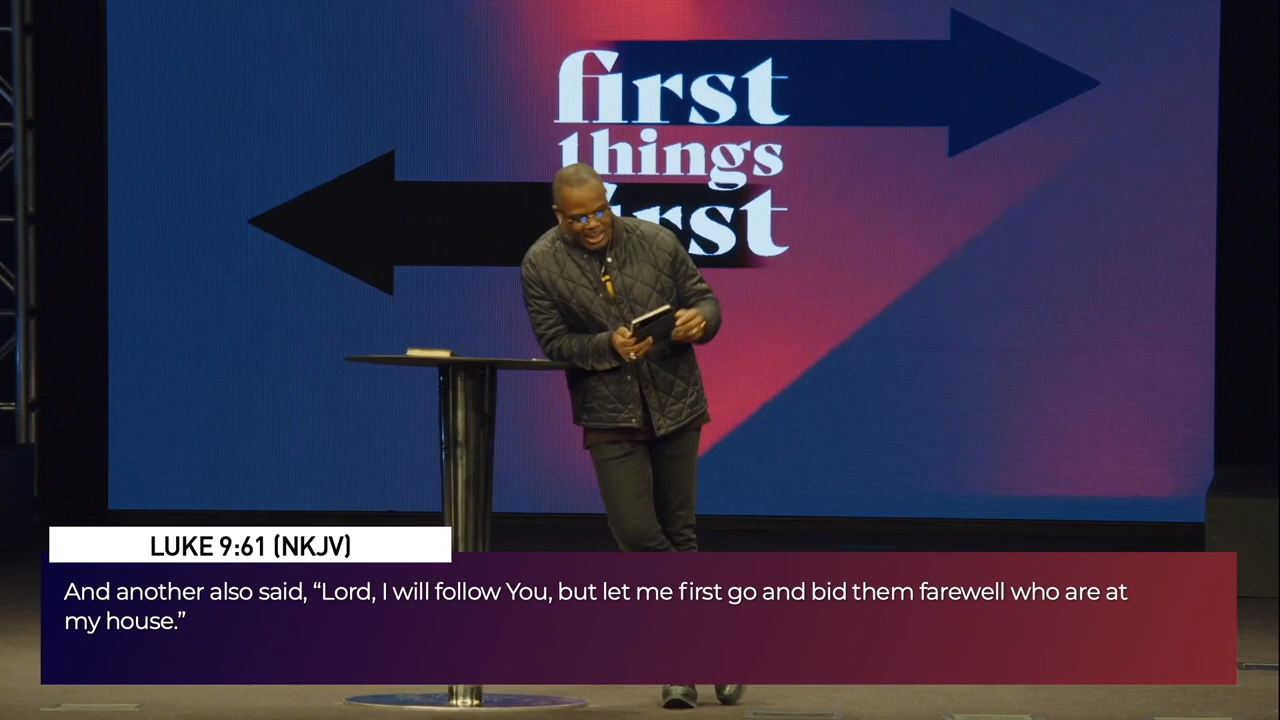 first
things
first
LUKE 9:61 (NKJV)
And another also said, “Lord, I will follow You, but let me first go and bid them farewell who are at
my house.”